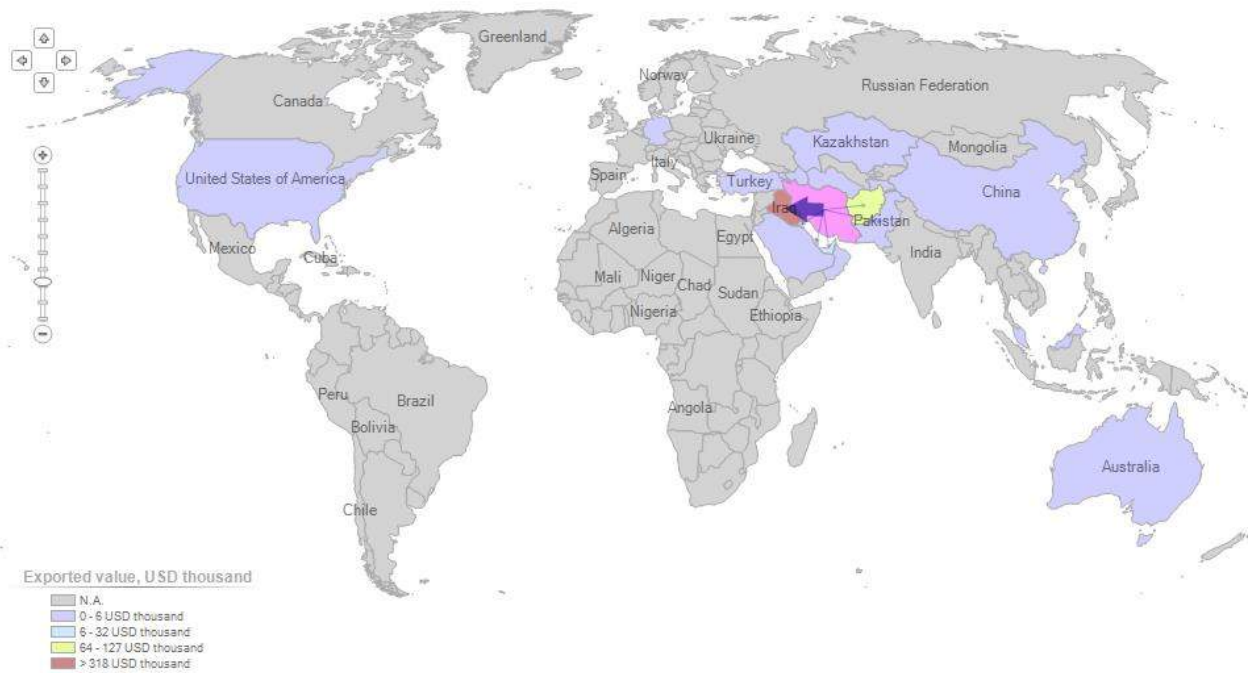 Greenland
Norway
Russian Federation
Canada
Ukraine
Kazakhstan
Mongolia
Italy
Spain
United States of America
Turkey
China
Iraq
Pakistan
Algeria
Egypt
India
Mexico
Cuba
Mali
Niger
Chad
Sudan
Nigeria
Ethiopia
Peru
Brazil
Angola
Bolivia
Australia
Chile
Exported value, USD thousand
N.A.
0 - 6 USD thousand
6 - 32 USD thousand
64 - 127 USD thousand
> 318 USD thousand